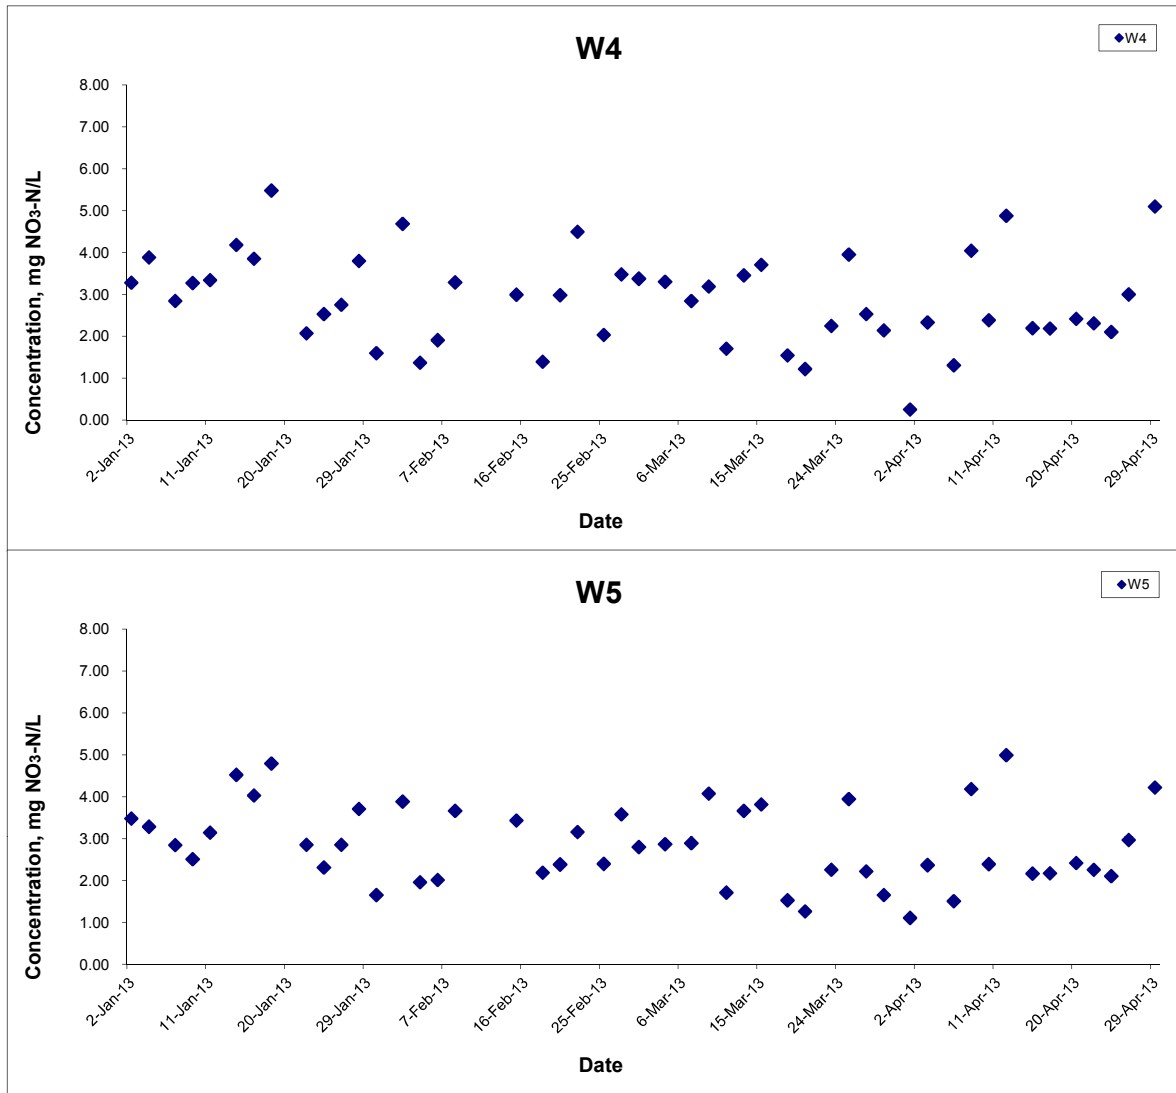 W4
W4
8.00
7.00
6.00
5.00
4.00
3.00
2.00
1.00
0.00
Concentration, mg NO3-N/L
2-Jan-13
11-Jan-13
20-Jan-13
29-Jan-13
7-Feb-13
16-Feb-13
25-Feb-13
6-Mar-13
15-Mar-13
24-Mar-13
2-Apr-13
11-Apr-13
20-Apr-13
29-Apr-13
Date
W5
W5
8.00
7.00
6.00
5.00
4.00
3.00
2.00
1.00
0.00
Concentration, mg NO3-N/L
2-Jan-13
11-Jan-13
20-Jan-13
29-Jan-13
7-Feb-13
16-Feb-13
25-Feb-13
6-Mar-13
15-Mar-13
24-Mar-13
2-Apr-13
11-Apr-13
20-Apr-13
29-Apr-13
Date